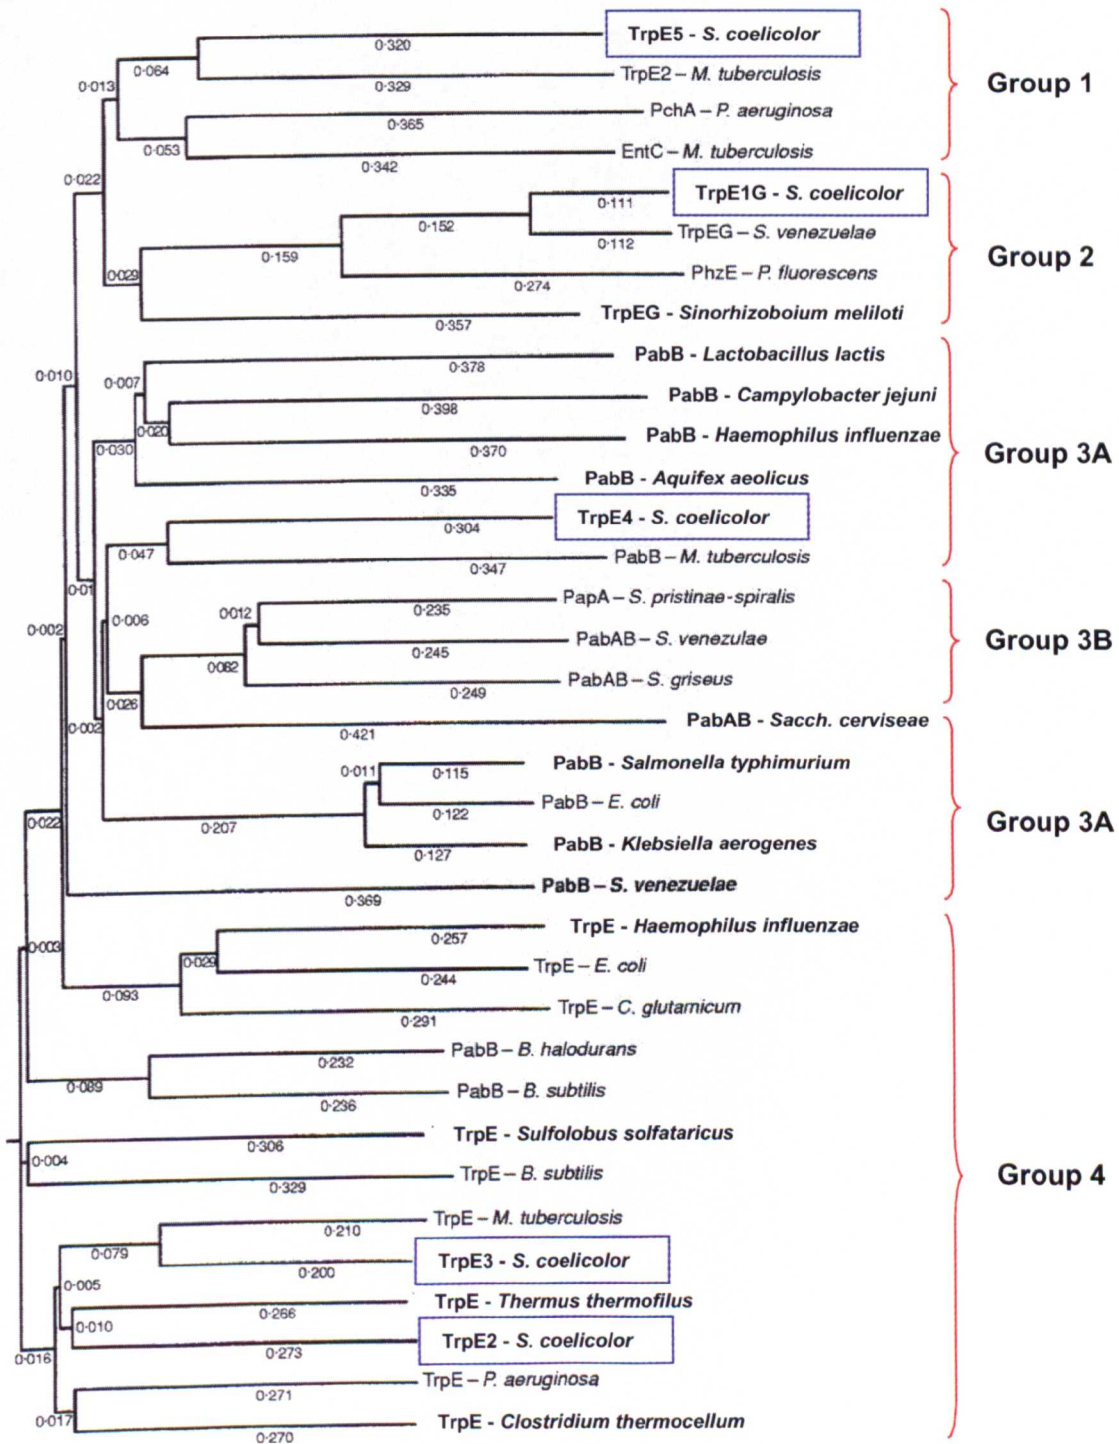 0·320
TrpE5 - S. coelicolor
0·064
0·013
TrpE2 – M. tuberculosis
0·329
Group 1
PchA – P. aeruginosa
0·365
0·053
EntC – M. tuberculosis
0·342
0·022
TrpE1G - S. coelicolor
0·111
0·152
TrpEG – S. venezuelae
0·112
0·159
Group 2
0·029
PhzE – P. fluorescens
0·274
TrpEG - Sinorhizoboium meliloti
0·357
PabB - Lactobacillus lactis
0·378
0·010
0·007
PabB - Campylobacter jejuni
0·398
0·020
PabB - Haemophilus influenzae
0·370
0·030
Group 3A
PabB - Aquifex aeolicus
0·335
TrpE4 - S. coelicolor
0·304
0·047
PabB – M. tuberculosis
0·347
0·01
PapA – S. pristinae-spiralis
0·235
0·012
0·006
0·002
PabAB – S. venezulae
0·245
Group 3B
0·082
PabAB – S. griseus
0·249
0·026
PabAB - Sacch. cerviseae
0·421
0·002
PabB - Salmonella typhimurium
0·115
0·011
PabB – E. coli
0·122
0·207
Group 3A
0·022
PabB - Klebsiella aerogenes
0·127
PabB – S. venezuelae
0·369
TrpE - Haemophilus influenzae
0·257
0·003
0·029
TrpE – E. coli
0·244
0·093
TrpE – C. glutamicum
0·291
PabB – B. halodurans
0·232
0·089
PabB – B. subtilis
0·236
TrpE - Sulfolobus solfataricus
0·306
0·004
TrpE – B. subtilis
0·329
Group 4
TrpE – M. tuberculosis
0·210
0·079
TrpE3 - S. coelicolor
0·200
0·005
TrpE - Thermus thermofilus
0·266
0·010
TrpE2 - S. coelicolor
0·273
0·016
TrpE – P. aeruginosa
0·271
0·017
TrpE - Clostridium thermocellum
0·270